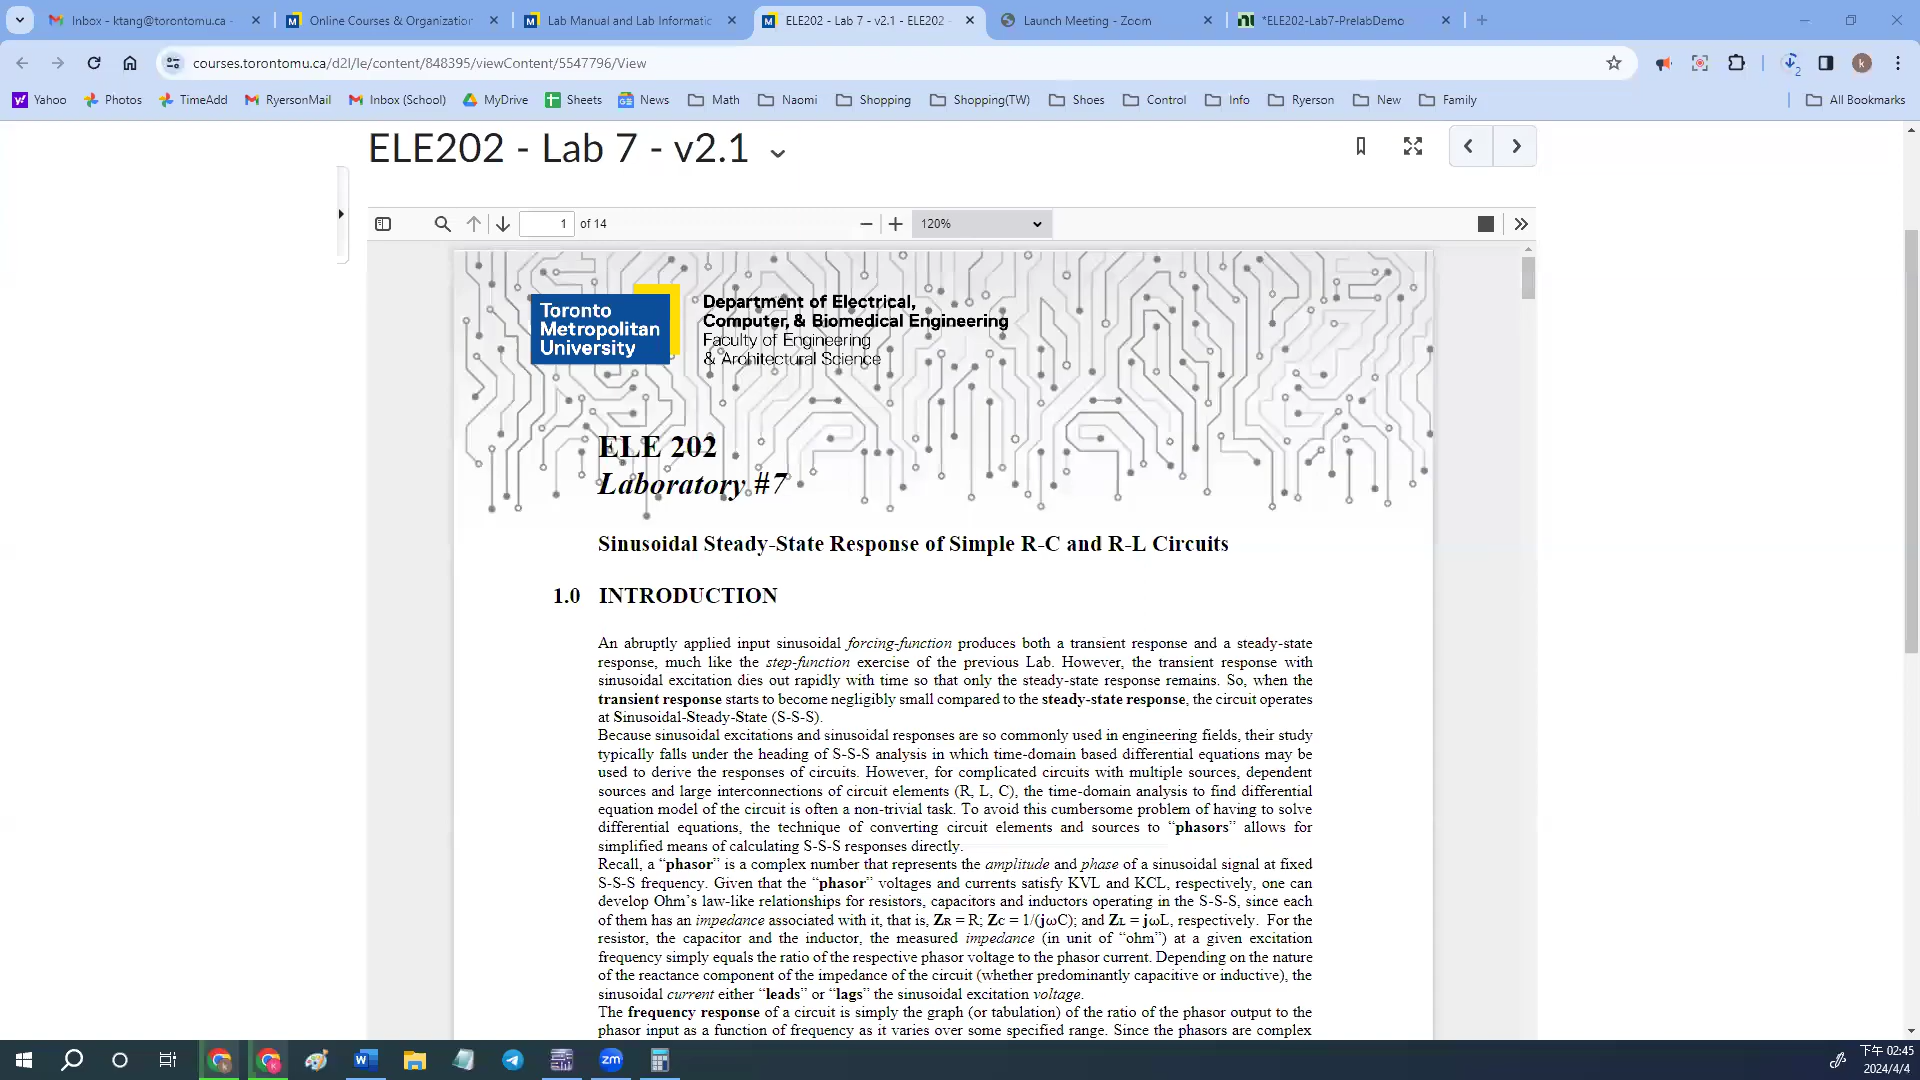 Inbox - ktang@torontomu.ca -
Online Courses & Organization
Lab Manual and Lab Informatic
ELE202 - Lab 7 - v2.1 - ELE202 -
Launch Meeting - Zoom
*ELE202-Lab7-PrelabDemo
courses.torontomu.ca/d2l/le/content/848395/viewContent/5547796/View
2
k
Yahoo
Photos
TimeAdd
RyersonMail
Inbox (School)
MyDrive
Sheets
News
Math
Naomi
Shopping
Shopping(TW)
Shoes
Control
Info
Ryerson
New
Family
All Bookmarks
ELE202 - Lab 7 - v2.1
1 of 14
120%
Toronto
Metropolitan
University
Department of Electrical,
Computer, & Biomedical Engineering
Faculty of Engineering
& Architectural Science
ELE 202
Laboratory #7
Sinusoidal Steady-State Response of Simple R-C and R-L Circuits
1.0 INTRODUCTION
An abruptly applied input sinusoidal forcing-function produces both a transient response and a steady-state
response, much like the step-function exercise of the previous Lab. However, the transient response with
sinusoidal excitation dies out rapidly with time so that only the steady-state response remains. So, when the
transient response starts to become negligibly small compared to the steady-state response, the circuit operates
at Sinusoidal-Steady-State (S-S-S).
Because sinusoidal excitations and sinusoidal responses are so commonly used in engineering fields, their study
typically falls under the heading of S-S-S analysis in which time-domain based differential equations may be
used to derive the responses of circuits. However, for complicated circuits with multiple sources, dependent
sources and large interconnections of circuit elements (R, L, C), the time-domain analysis to find differential
equation model of the circuit is often a non-trivial task. To avoid this cumbersome problem of having to solve
differential equations, the technique of converting circuit elements and sources to “phasors” allows for
simplified means of calculating S-S-S responses directly.
Recall, a “phasor” is a complex number that represents the amplitude and phase of a sinusoidal signal at fixed
S-S-S frequency. Given that the “phasor” voltages and currents satisfy KVL and KCL, respectively, one can
develop Ohm’s law-like relationships for resistors, capacitors and inductors operating in the S-S-S, since each
of them has an impedance associated with it, that is, ZR = R; ZC = 1/(jωC); and ZL = jωL, respectively. For the
resistor, the capacitor and the inductor, the measured impedance (in unit of “ohm”) at a given excitation
frequency simply equals the ratio of the respective phasor voltage to the phasor current. Depending on the nature
of the reactance component of the impedance of the circuit (whether predominantly capacitive or inductive), the
sinusoidal current either “leads” or “lags” the sinusoidal excitation voltage.
The frequency response of a circuit is simply the graph (or tabulation) of the ratio of the phasor output to the
phasor input as a function of frequency as it varies over some specified range. Since the phasors are complex
zm
下午 02:45
2024/4/4